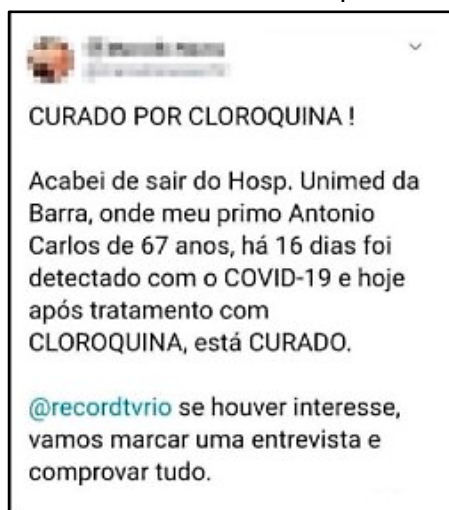 CURADO POR CLOROQUINA !
Acabei de sair do Hosp. Unimed da
Barra, onde meu primo Antonio
Carlos de 67 anos, há 16 dias foi
detectado com o COVID-19 e hoje
após tratamento com
CLOROQUINA, está CURADO.
@recordtvrio se houver interesse,
vamos marcar uma entrevista e
comprovar tudo.